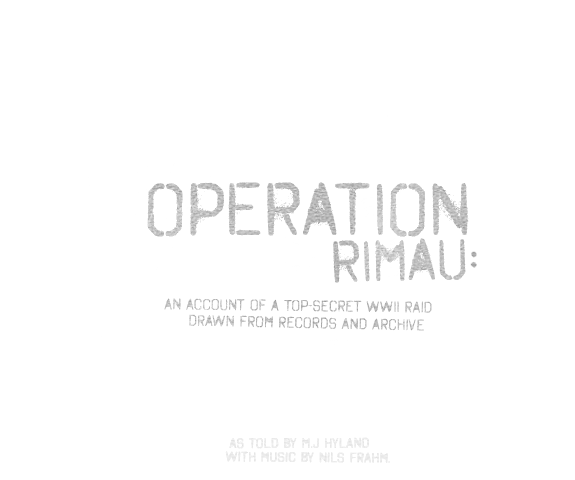 OPERATION
RIMAU:
AN ACCOUNT OF A TOP-SECRET WWII RAID
DRAWN FROM RECORDS AND ARCHIVE
AS TOLD BY M.J HYLAND
WITH MUSIC BY NILS FRAHM.